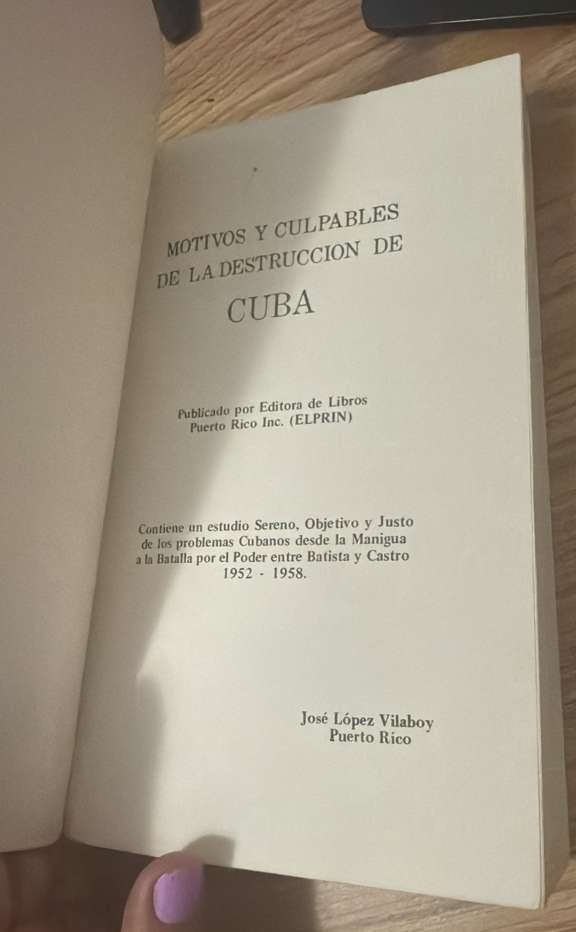 MOTIVOS Y CULPABLES
DE LA DESTRUCCION DE
CUBA
Publicado por Editora de Libros
Puerto Rico Inc. (ELPRIN)
Contiene un estudio Sereno, Objetivo y Justo
de los problemas Cubanos desde la Manigua
a la Batalla por el Poder entre Batista y Castro
1952 - 1958.
José López Vilaboy
Puerto Rico